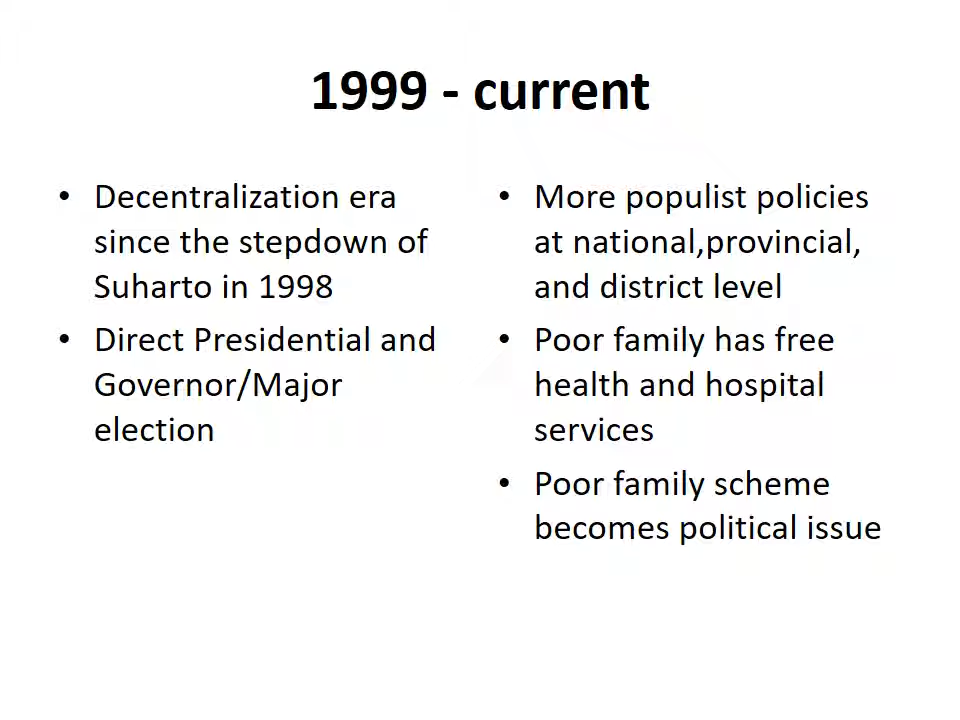 1999 - current
• Decentralization era
since the stepdown of
Suharto in 1998
• Direct Presidential and
Governor/Major
election
• More populist policies
at national,provincial,
and district level
• Poor family has free
health and hospital
services
• Poor family scheme
becomes political issue